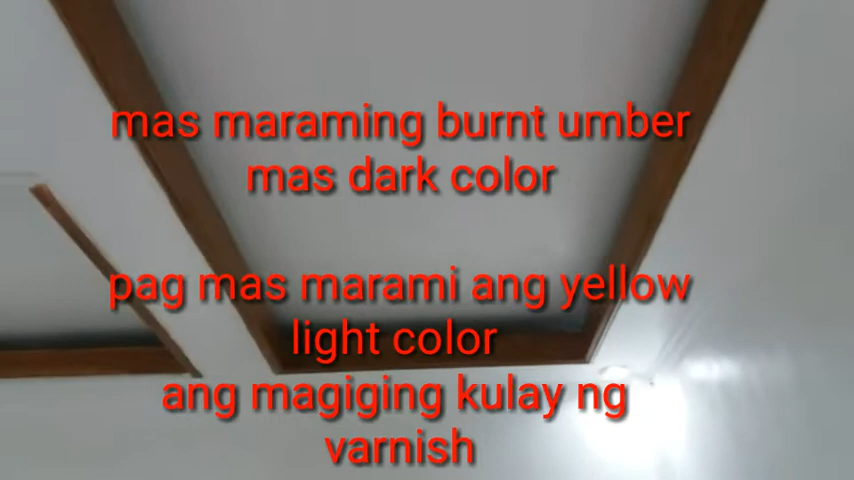 mas maraming burnt umber
mas dark color
pag mas marami ang yellow
light color
ang magiging kulay ng
varnish